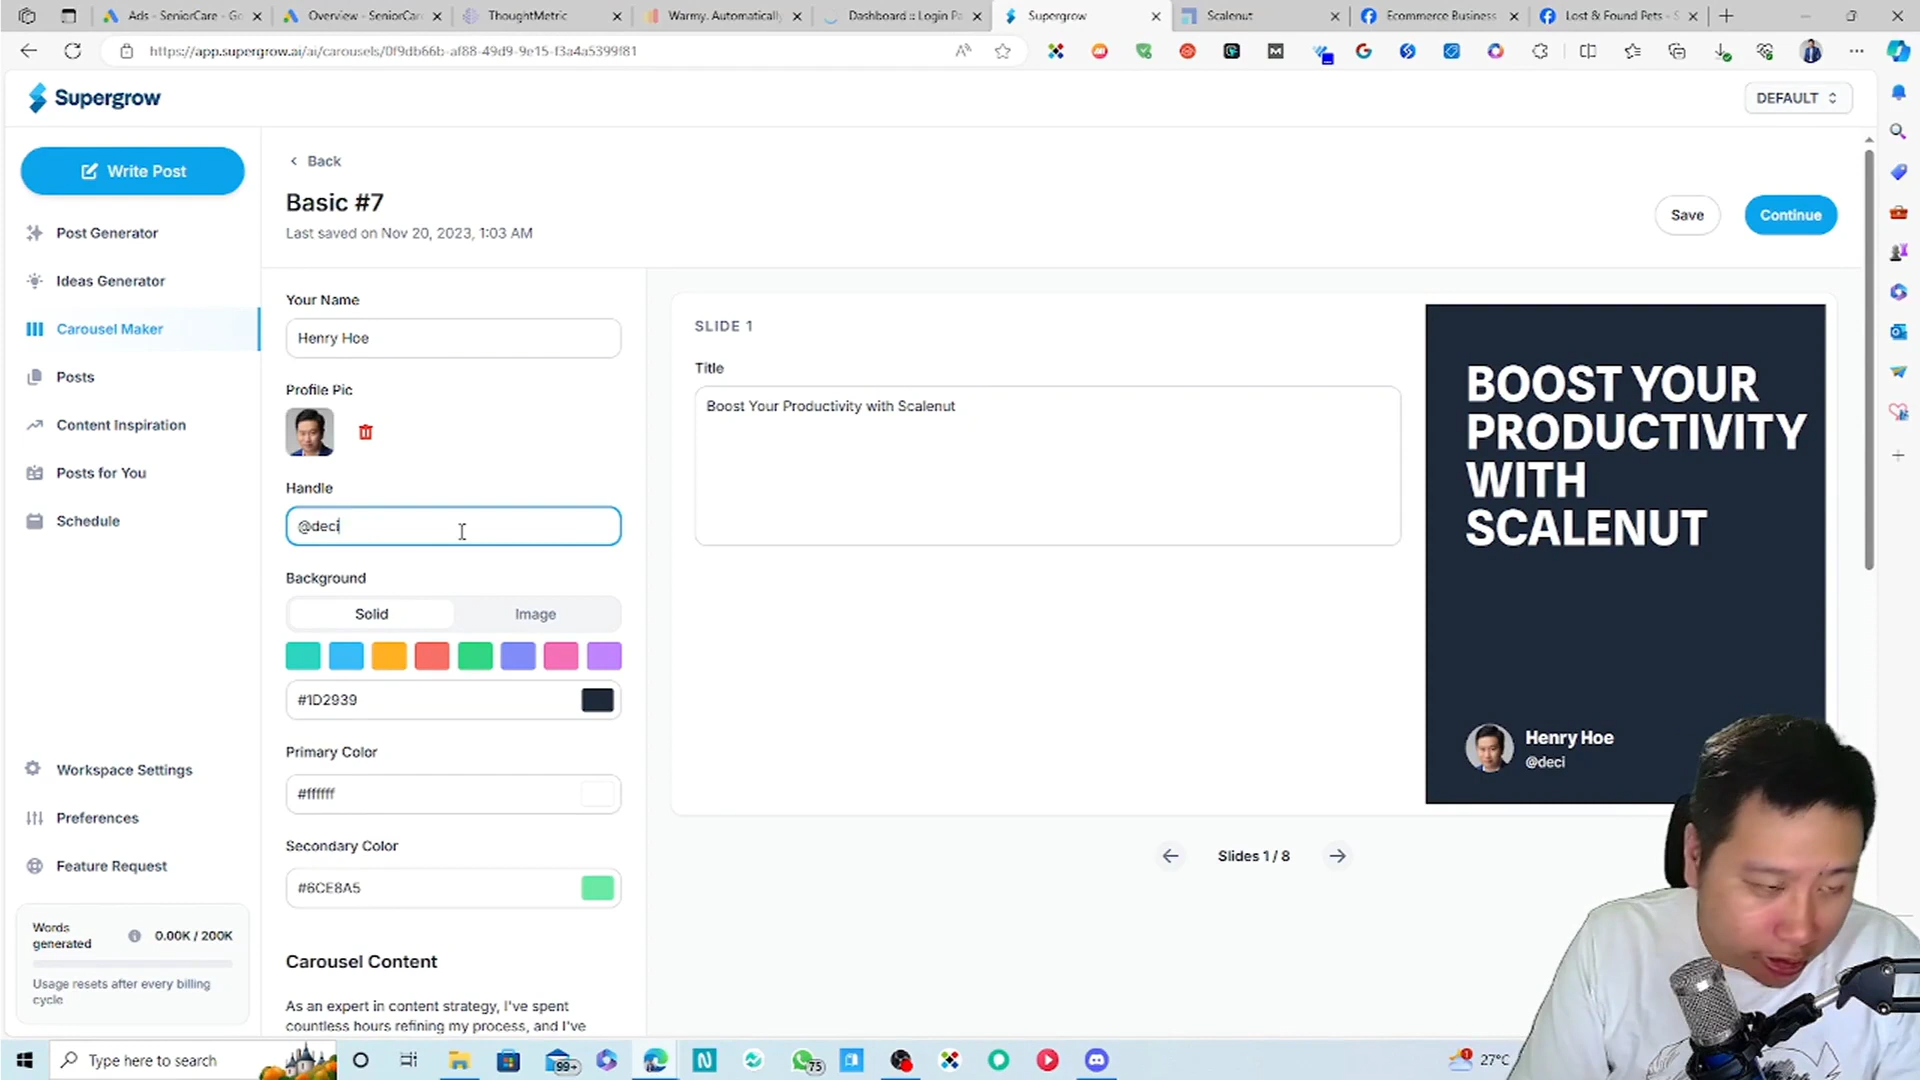 Ads - SeniorCare - Go
Overview - SeniorCar
ThoughtMetric
Warmy. Automatically
Dashboard :: Login Pa
Supergrow
Scalenut
Ecommerce Business
Lost & Found Pets - S
https://app.supergrow.ai/ai/carousels/0f9db66b-af88-49d9-9e15-f3a4a5399f81
Supergrow
DEFAULT
Write Post
Post Generator
Ideas Generator
Carousel Maker
Posts
Content Inspiration
Posts for You
Schedule
Workspace Settings
Preferences
Feature Request
Words generated
0.00K / 200K
Usage resets after every billing
cycle
Back
Basic #7
Last saved on Nov 20, 2023, 1:03 AM
Save
Continue
Your Name
Henry Hoe
Profile Pic
Handle
@deci
Background
Solid
Image
#1D2939
Primary Color
#ffffff
Secondary Color
#6CE8A5
Carousel Content
As an expert in content strategy, I've spent
countless hours refining my process, and I've
SLIDE 1
Title
Boost Your Productivity with Scalenut
BOOST YOUR
PRODUCTIVITY
WITH
SCALENUT
Henry Hoe
@deci
Slides 1 / 8
Type here to search
99+
75
27°C